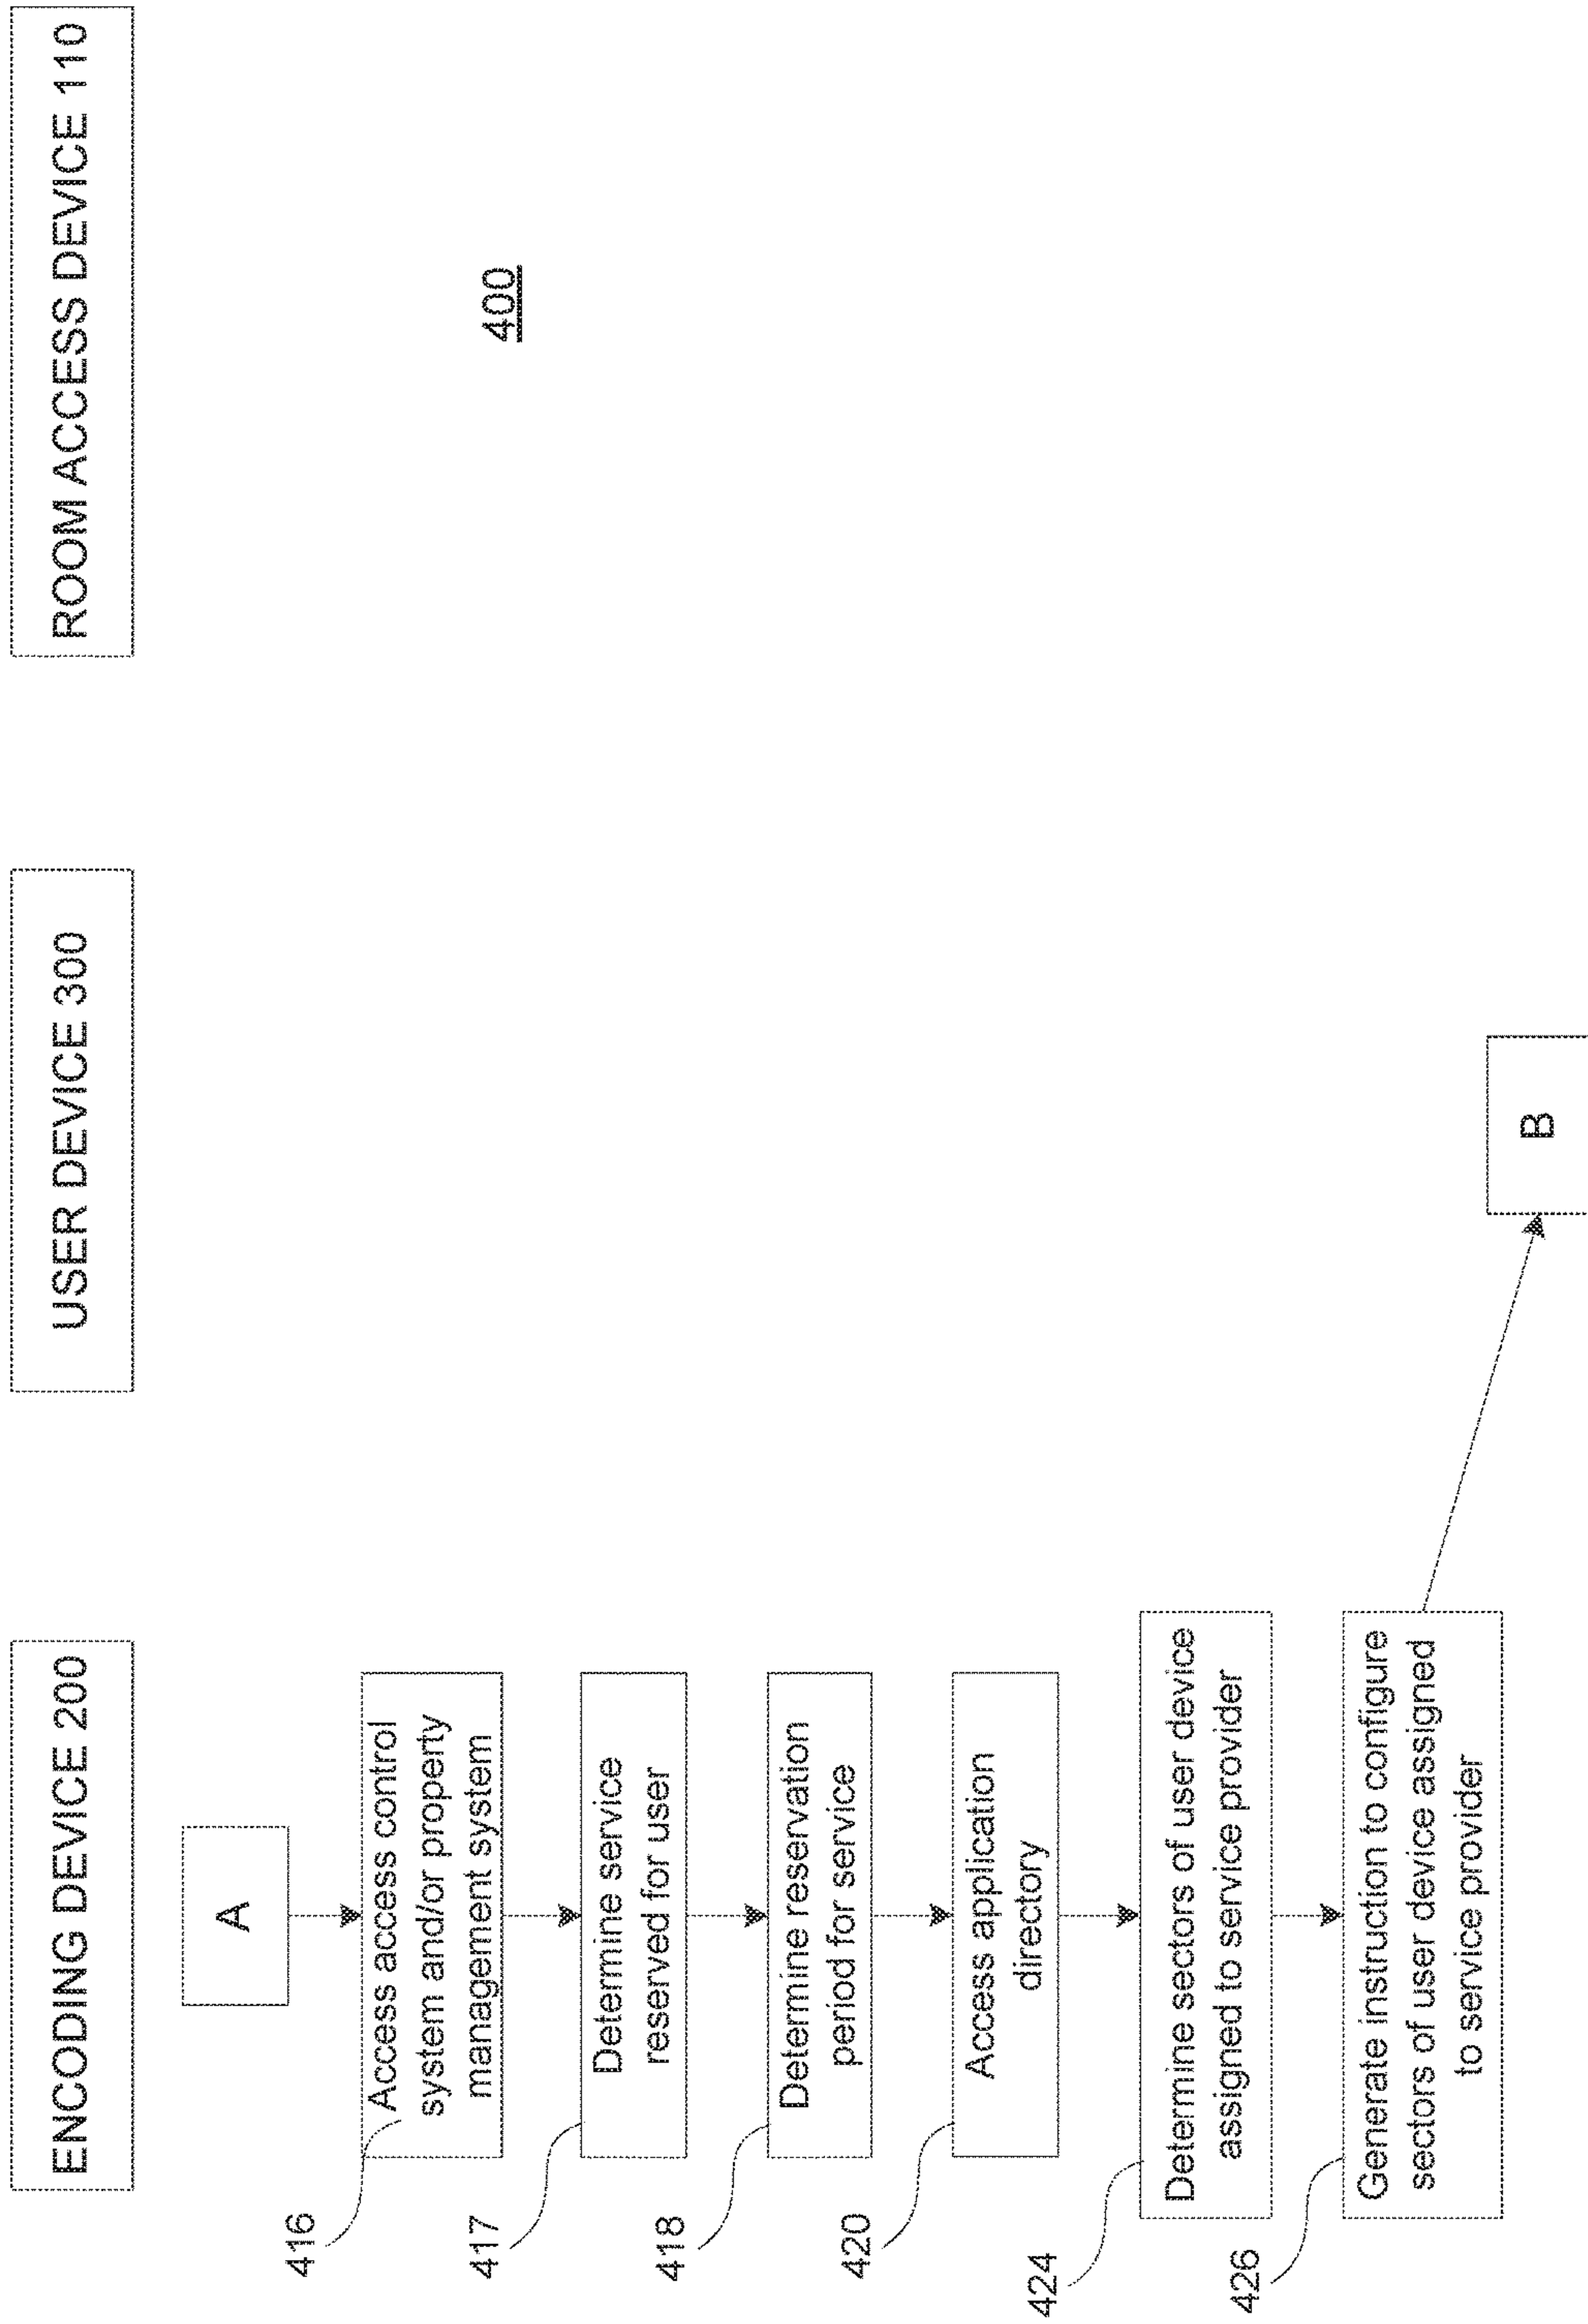 ENCODING DEVICE 200
USER DEVICE 300
ROOM ACCESS DEVICE 110
A
400
416
Access access control
system and/or property
management system
417
Determine service
reserved for user
418
Determine reservation
period for service
420
Access application
directory
424
Determine sectors of user device
assigned to service provider
426
Generate instruction to configure
sectors of user device assigned
to service provider
B